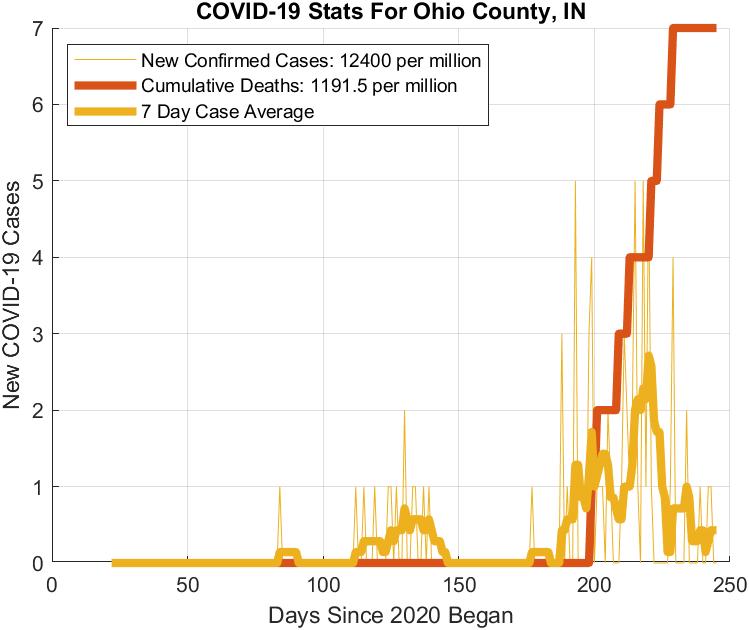 COVID-19 Stats For Ohio County, IN
7
6
5
4
3
2
1
0
New COVID-19 Cases
New Confirmed Cases: 12400 per million
Cumulative Deaths: 1191.5 per million
7 Day Case Average
0 50 100 150 200 250
Days Since 2020 Began